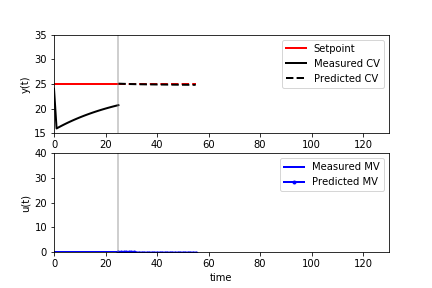 35
30
25
20
15
y(t)
Setpoint
Measured CV
Predicted CV
0 20 40 60 80 100 120
40
30
20
10
0
u(t)
Measured MV
Predicted MV
0 20 40 60 80 100 120
time